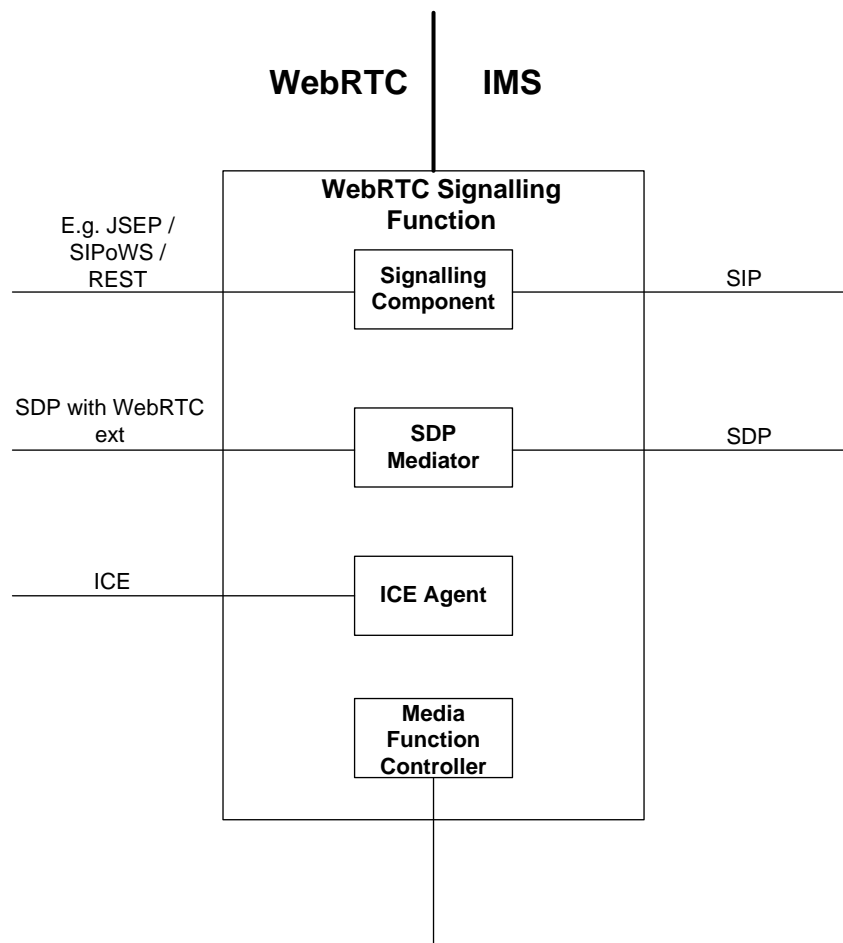 WebRTC IMS
WebRTC Signalling
Function
E.g. JSEP /
SIPoWS /
REST
Signalling
Component
SIP
SDP with WebRTC
ext
SDP
Mediator
SDP
ICE
ICE Agent
Media
Function
Controller